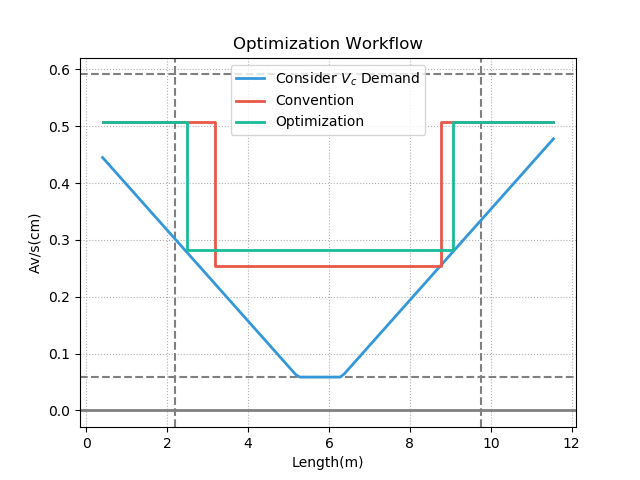 Optimization Workflow
Consider V_c Demand
Convention
Optimization
Av/s(cm)
0.6
0.5
0.4
0.3
0.2
0.1
0.0
0 2 4 6 8 10 12
Length(m)